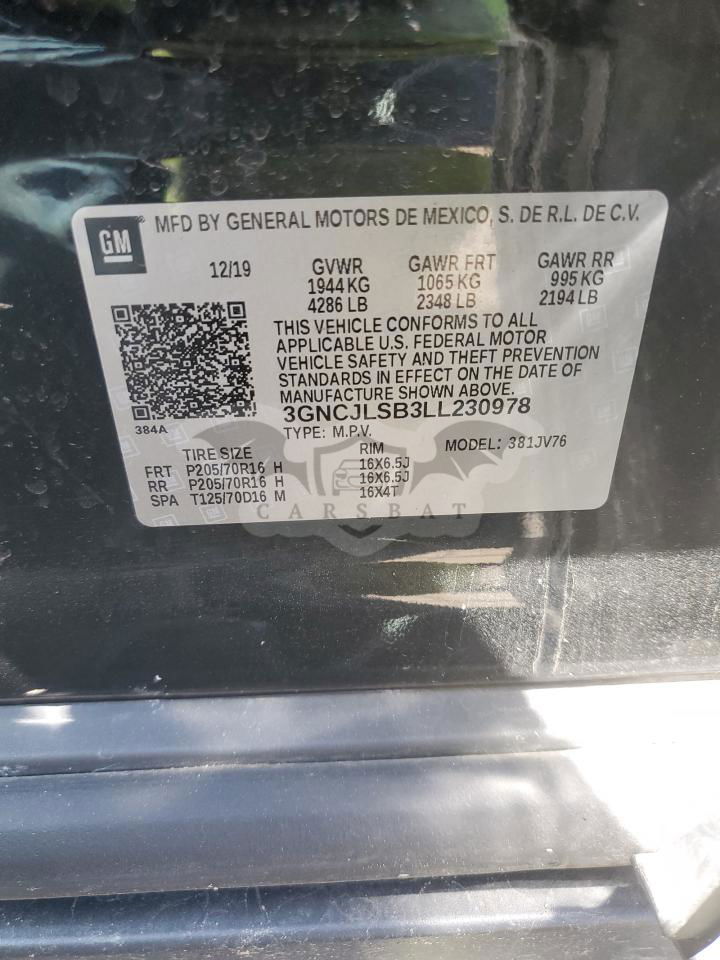 GM
MFD BY GENERAL MOTORS DE MEXICO, S. DE R.L. DE C.V.
12/19 GVWR GAWR FRT GAWR RR
1944 KG 1065 KG 995 KG
4286 LB 2348 LB 2194 LB
THIS VEHICLE CONFORMS TO ALL
APPLICABLE U.S. FEDERAL MOTOR
VEHICLE SAFETY AND THEFT PREVENTION
STANDARDS IN EFFECT ON THE DATE OF
MANUFACTURE SHOWN ABOVE.
384A
3GNCJLSB3LL230978
TYPE: M.P.V. MODEL: 381JV76
TIRE SIZE RIM
FRT P205/70R16 H 16X6.5J
RR P205/70R16 H 16X6.5J
SPA T125/70D16 M 16X4T
CARSBAT